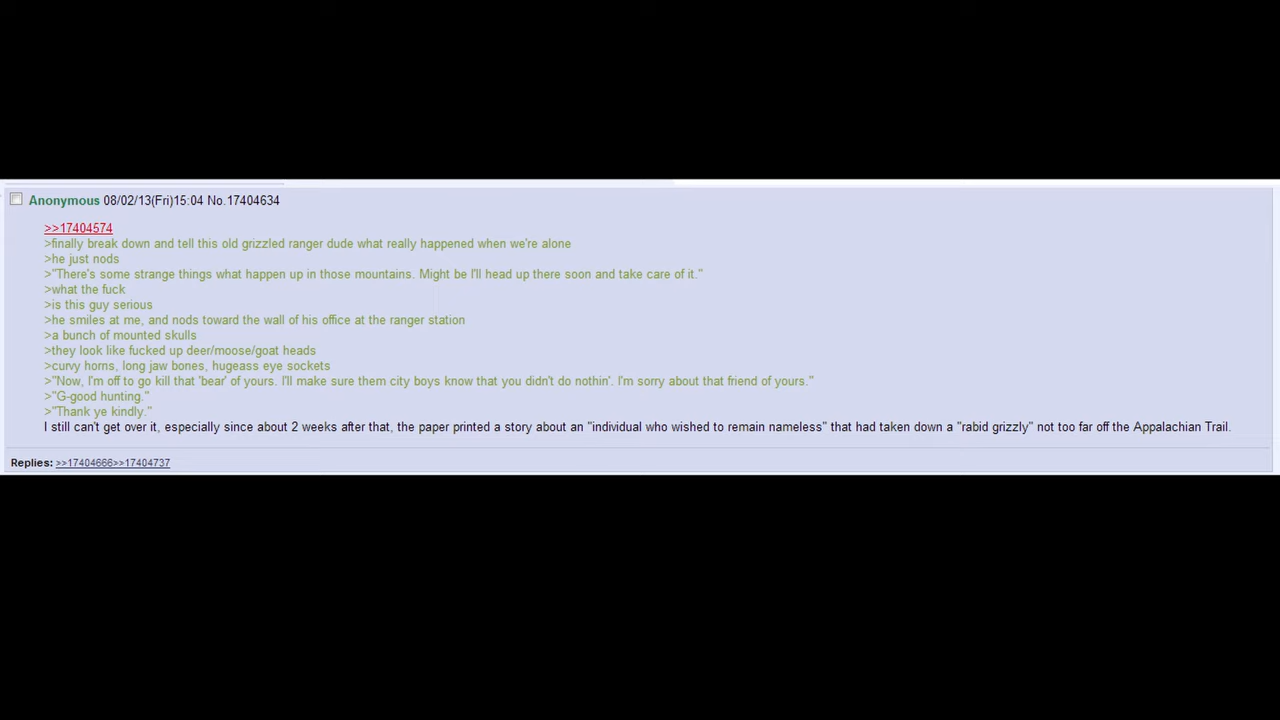 Anonymous 08/02/13(Fri)15:04 No.17404634
>>17404574
>finally break down and tell this old grizzled ranger dude what really happened when we're alone
>he just nods
>"There's some strange things what happen up in those mountains. Might be I'll head up there soon and take care of it."
>what the fuck
>is this guy serious
>he smiles at me, and nods toward the wall of his office at the ranger station
>a bunch of mounted skulls
>they look like fucked up deer/moose/goat heads
>curvy horns, long jaw bones, hugeass eye sockets
>"Now, I'm off to go kill that 'bear' of yours. I'll make sure them city boys know that you didn't do nothin'. I'm sorry about that friend of yours."
>"G-good hunting."
>"Thank ye kindly."
I still can't get over it, especially since about 2 weeks after that, the paper printed a story about an "individual who wished to remain nameless" that had taken down a "rabid grizzly" not too far off the Appalachian Trail.
Replies: >>17404666>>17404737